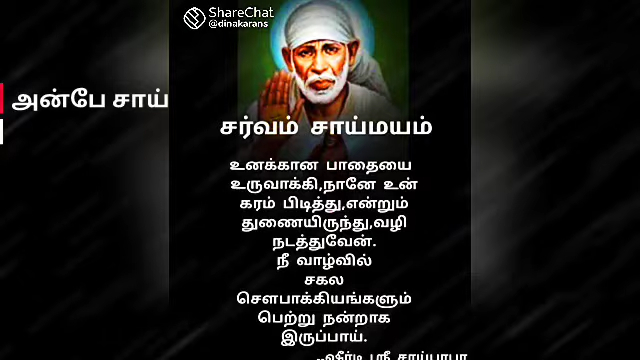 ShareChat
@dinakarans
அன்பே சாய்
சர்வம் சாய்மயம்
உனக்கான பாதையை
உருவாக்கி,நானே உன்
கரம் பிடித்து,என்றும்
துணையிருந்து,வழி
நடத்துவேன்.
நீ வாழ்வில்
சகல
சௌபாக்கியங்களும்
பெற்று நன்றாக
இருப்பாய்.
..ஷீர்டி ஸ்ரீ சாய்பாபா